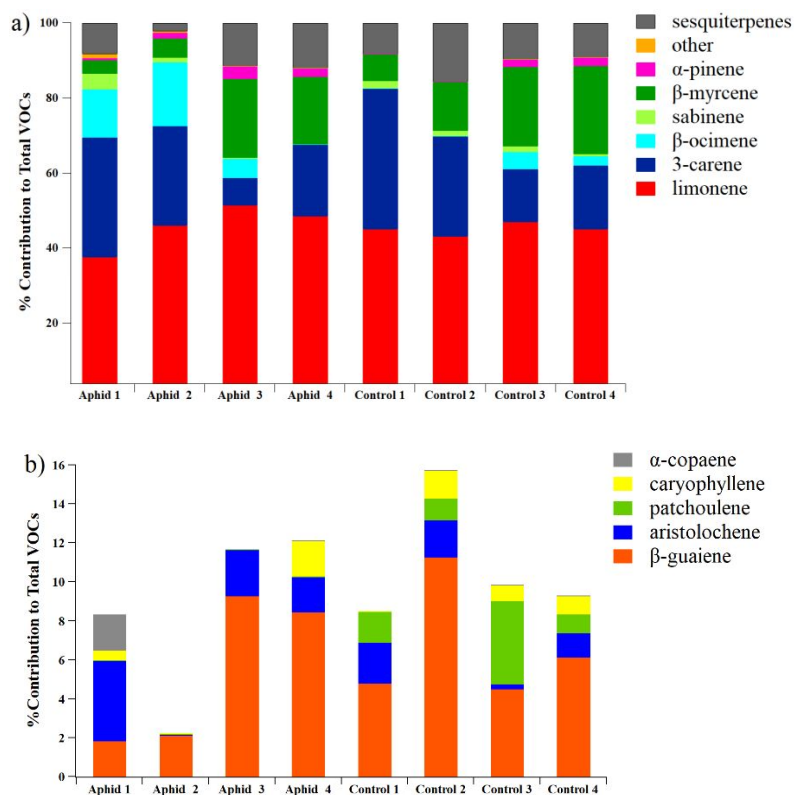 a)
% Contribution to Total VOCs
100
80
60
40
20
Aphid 1 Aphid 2 Aphid 3 Aphid 4 Control 1 Control 2 Control 3 Control 4
sesquiterpenes
other
α-pinene
β-myrcene
sabinene
β-ocimene
3-carene
limonene
b)
%Contribution to Total VOCs
16
14
12
10
8
6
4
2
0
Aphid 1 Aphid 2 Aphid 3 Aphid 4 Control 1 Control 2 Control 3 Control 4
α-copaene
caryophyllene
patchoulene
aristolochene
β-guaiene